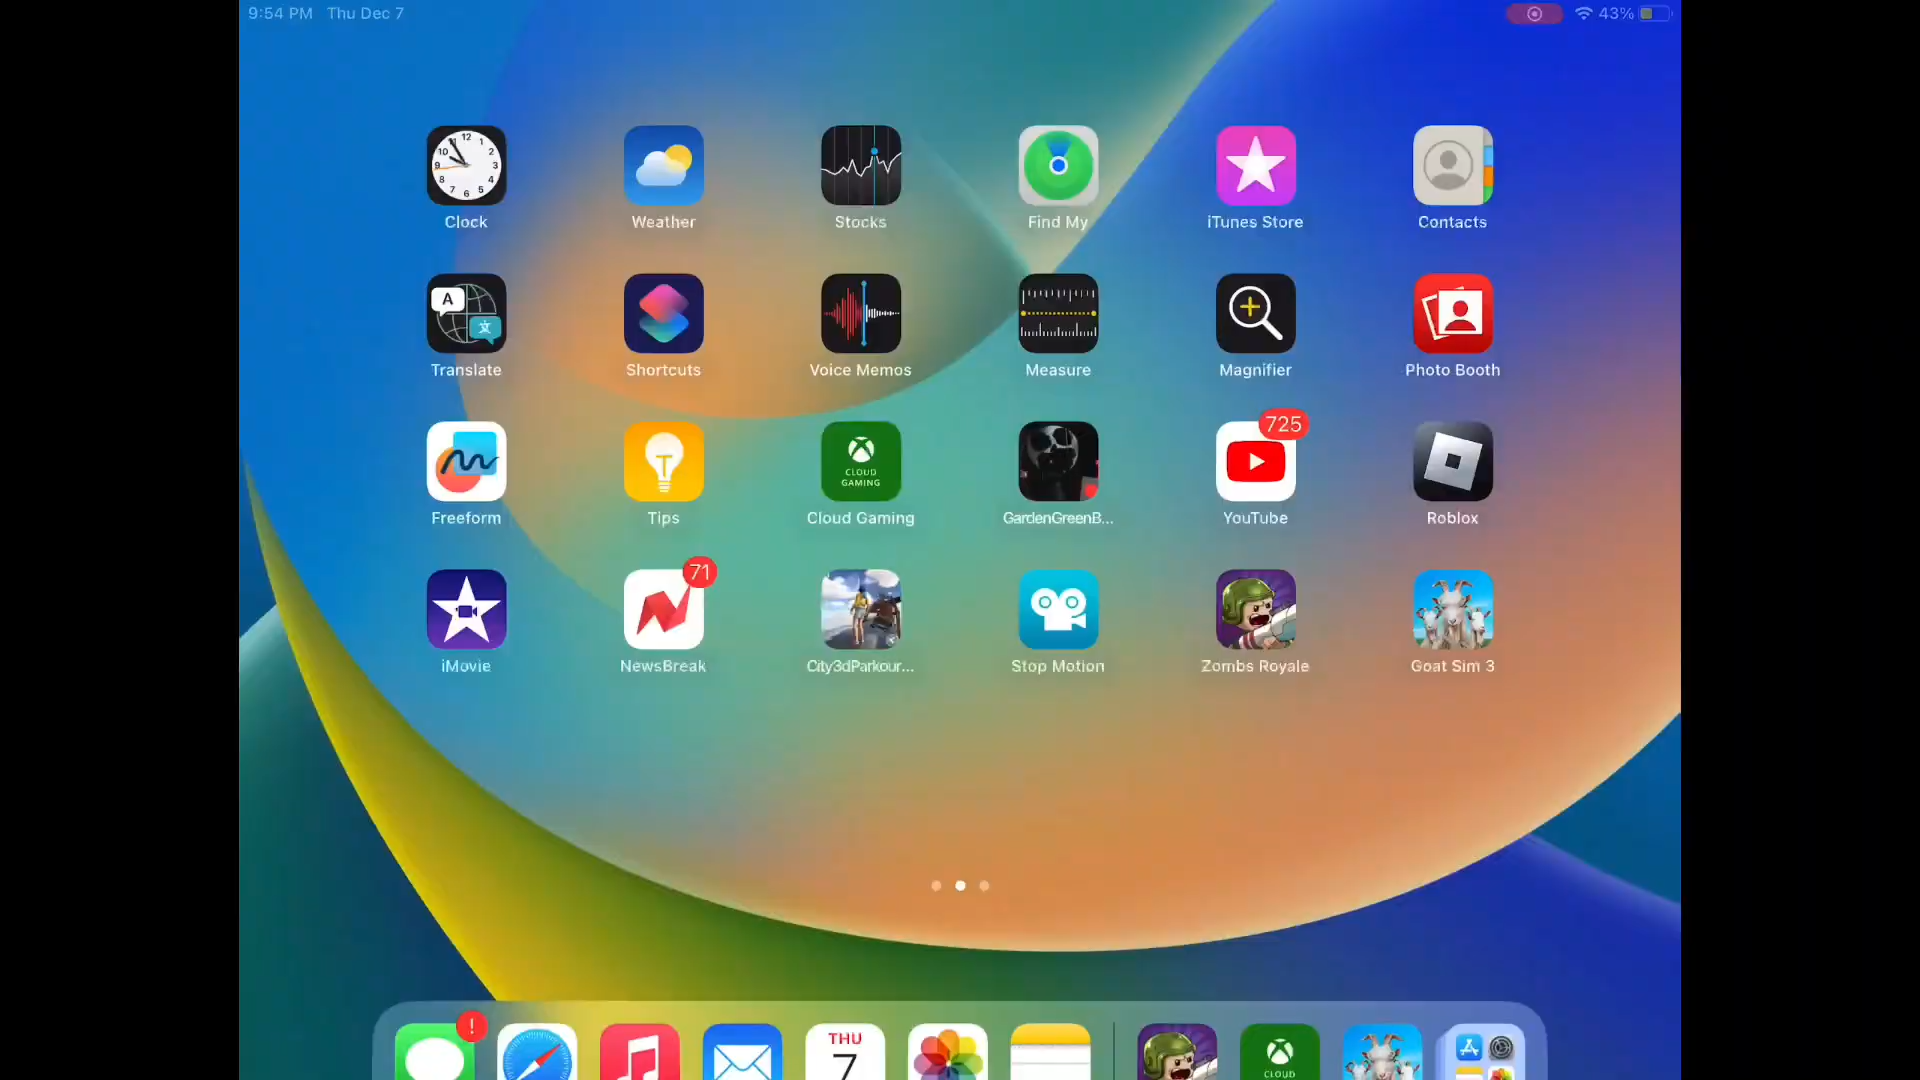 9:54 PM Thu Dec 7
43%
Clock Weather Stocks Find My iTunes Store Contacts
Translate Shortcuts Voice Memos Measure Magnifier Photo Booth
CLOUD GAMING
725
Freeform Tips Cloud Gaming GardenGreenB... YouTube Roblox
71
iMovie NewsBreak City3dParkour... Stop Motion Zombs Royale Goat Sim 3
!
THU
7
CLOUD